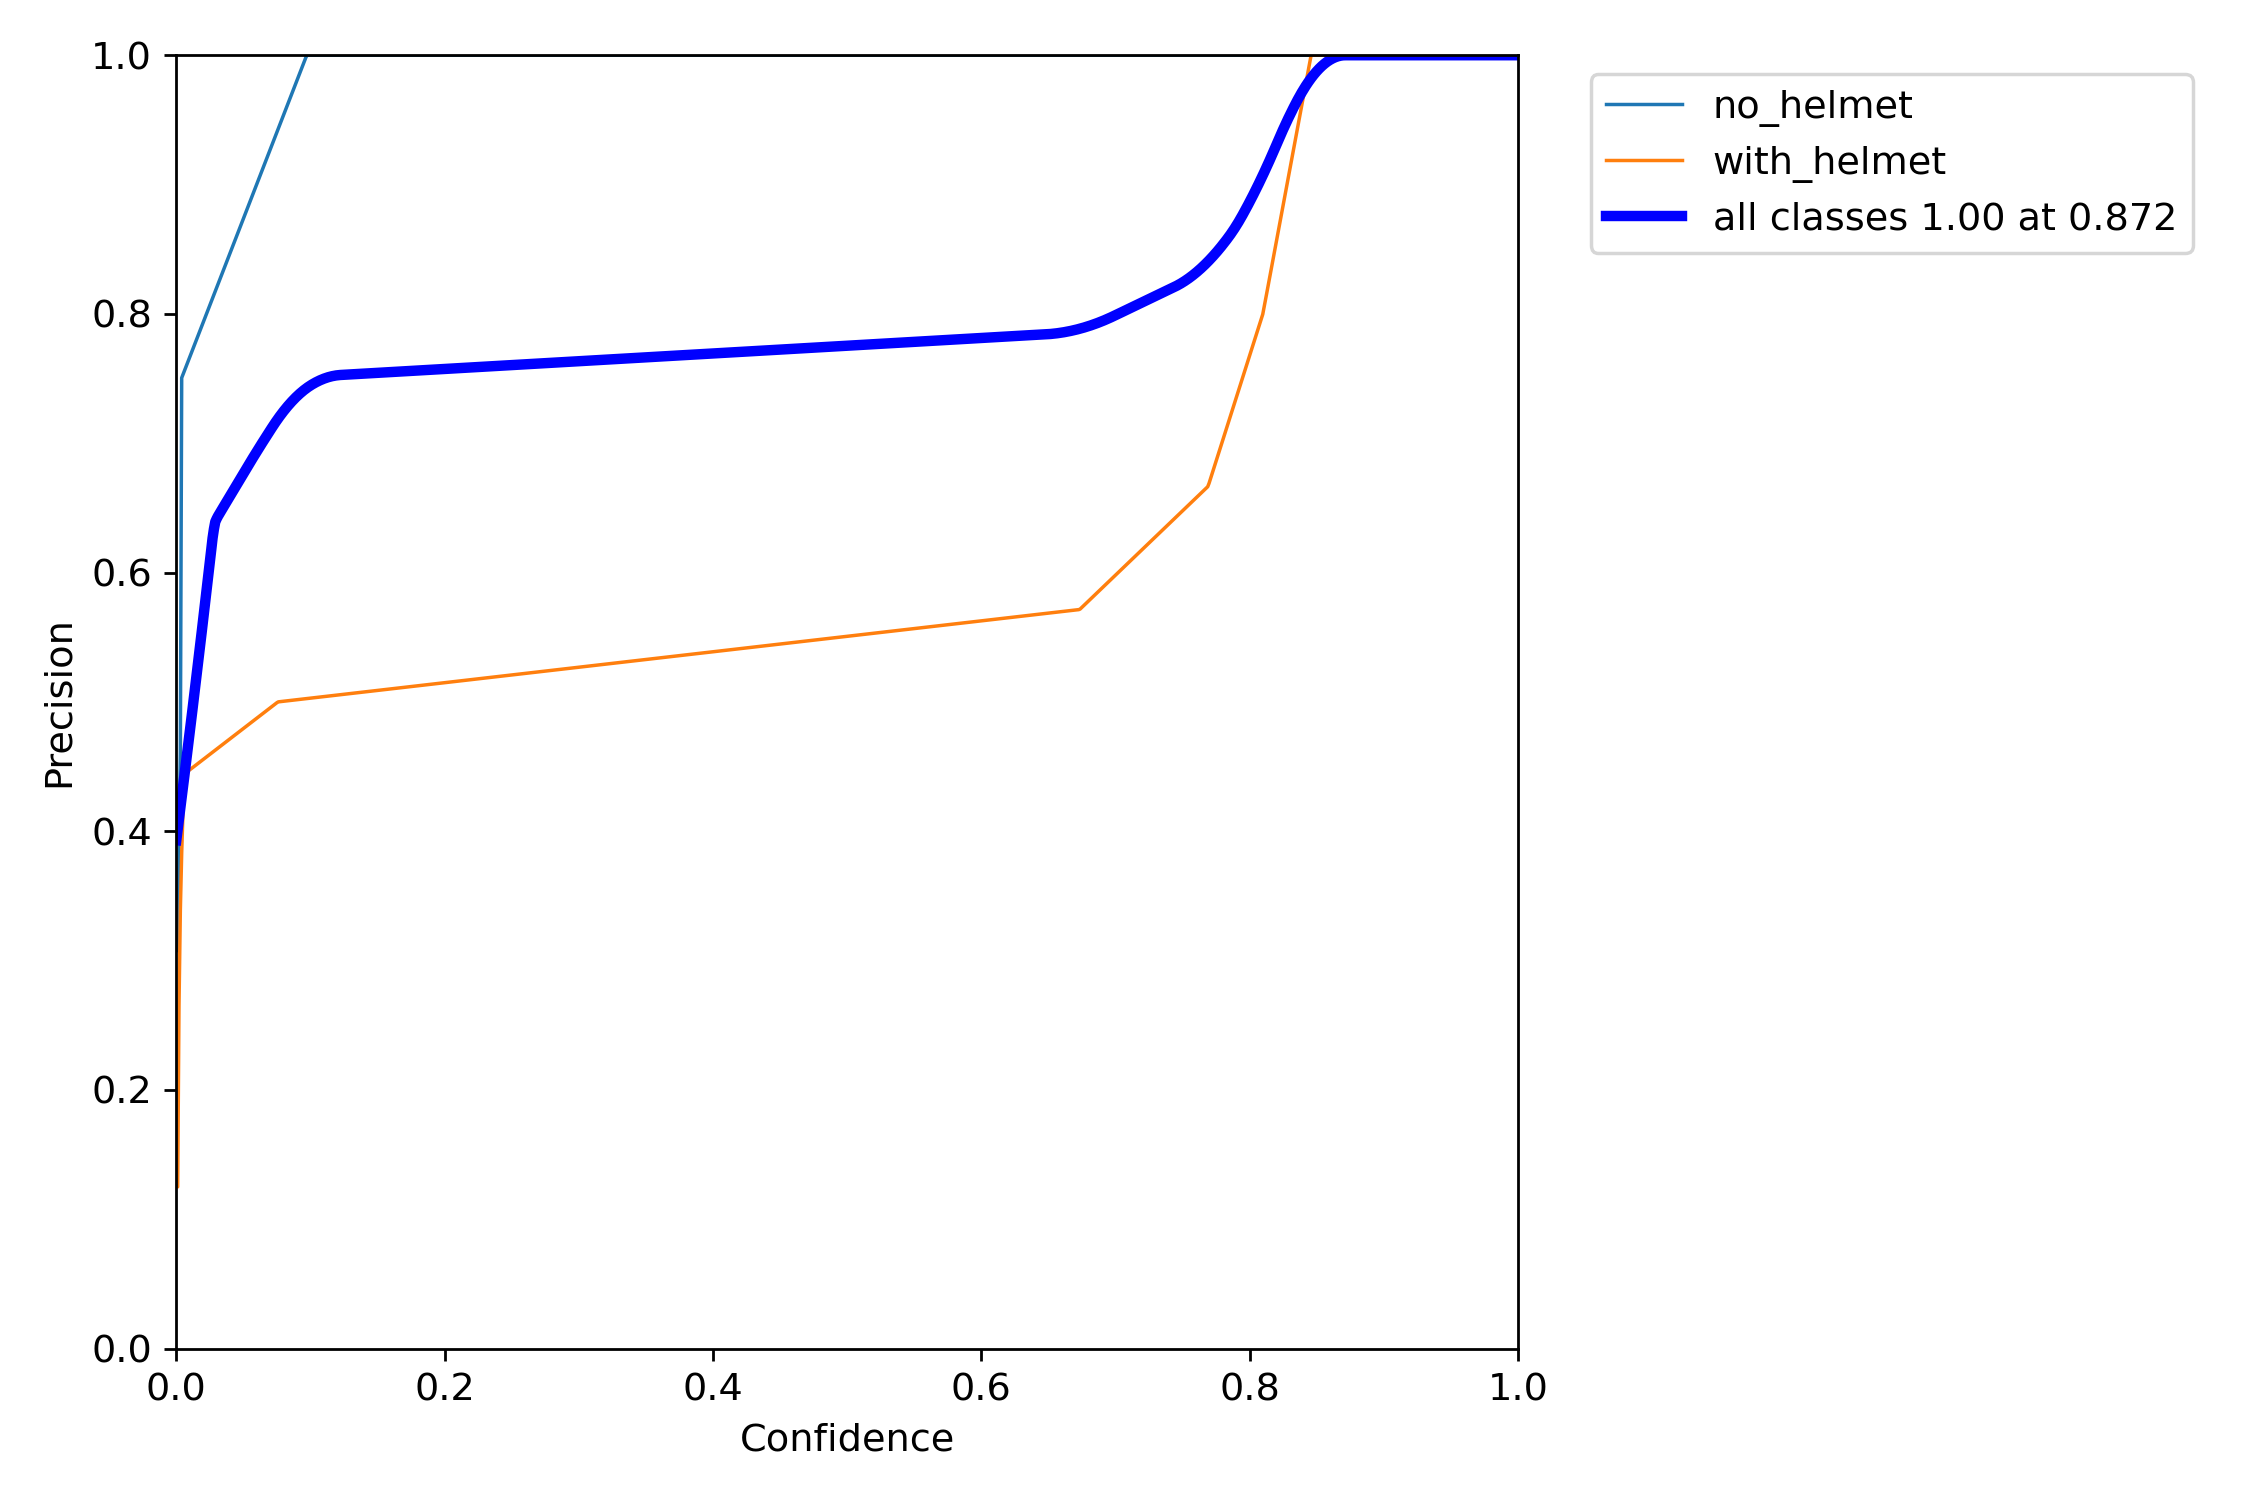 1.0
0.8
0.6
0.4
0.2
0.0
Precision
0.0 0.2 0.4 0.6 0.8 1.0
Confidence
no_helmet
with_helmet
all classes 1.00 at 0.872